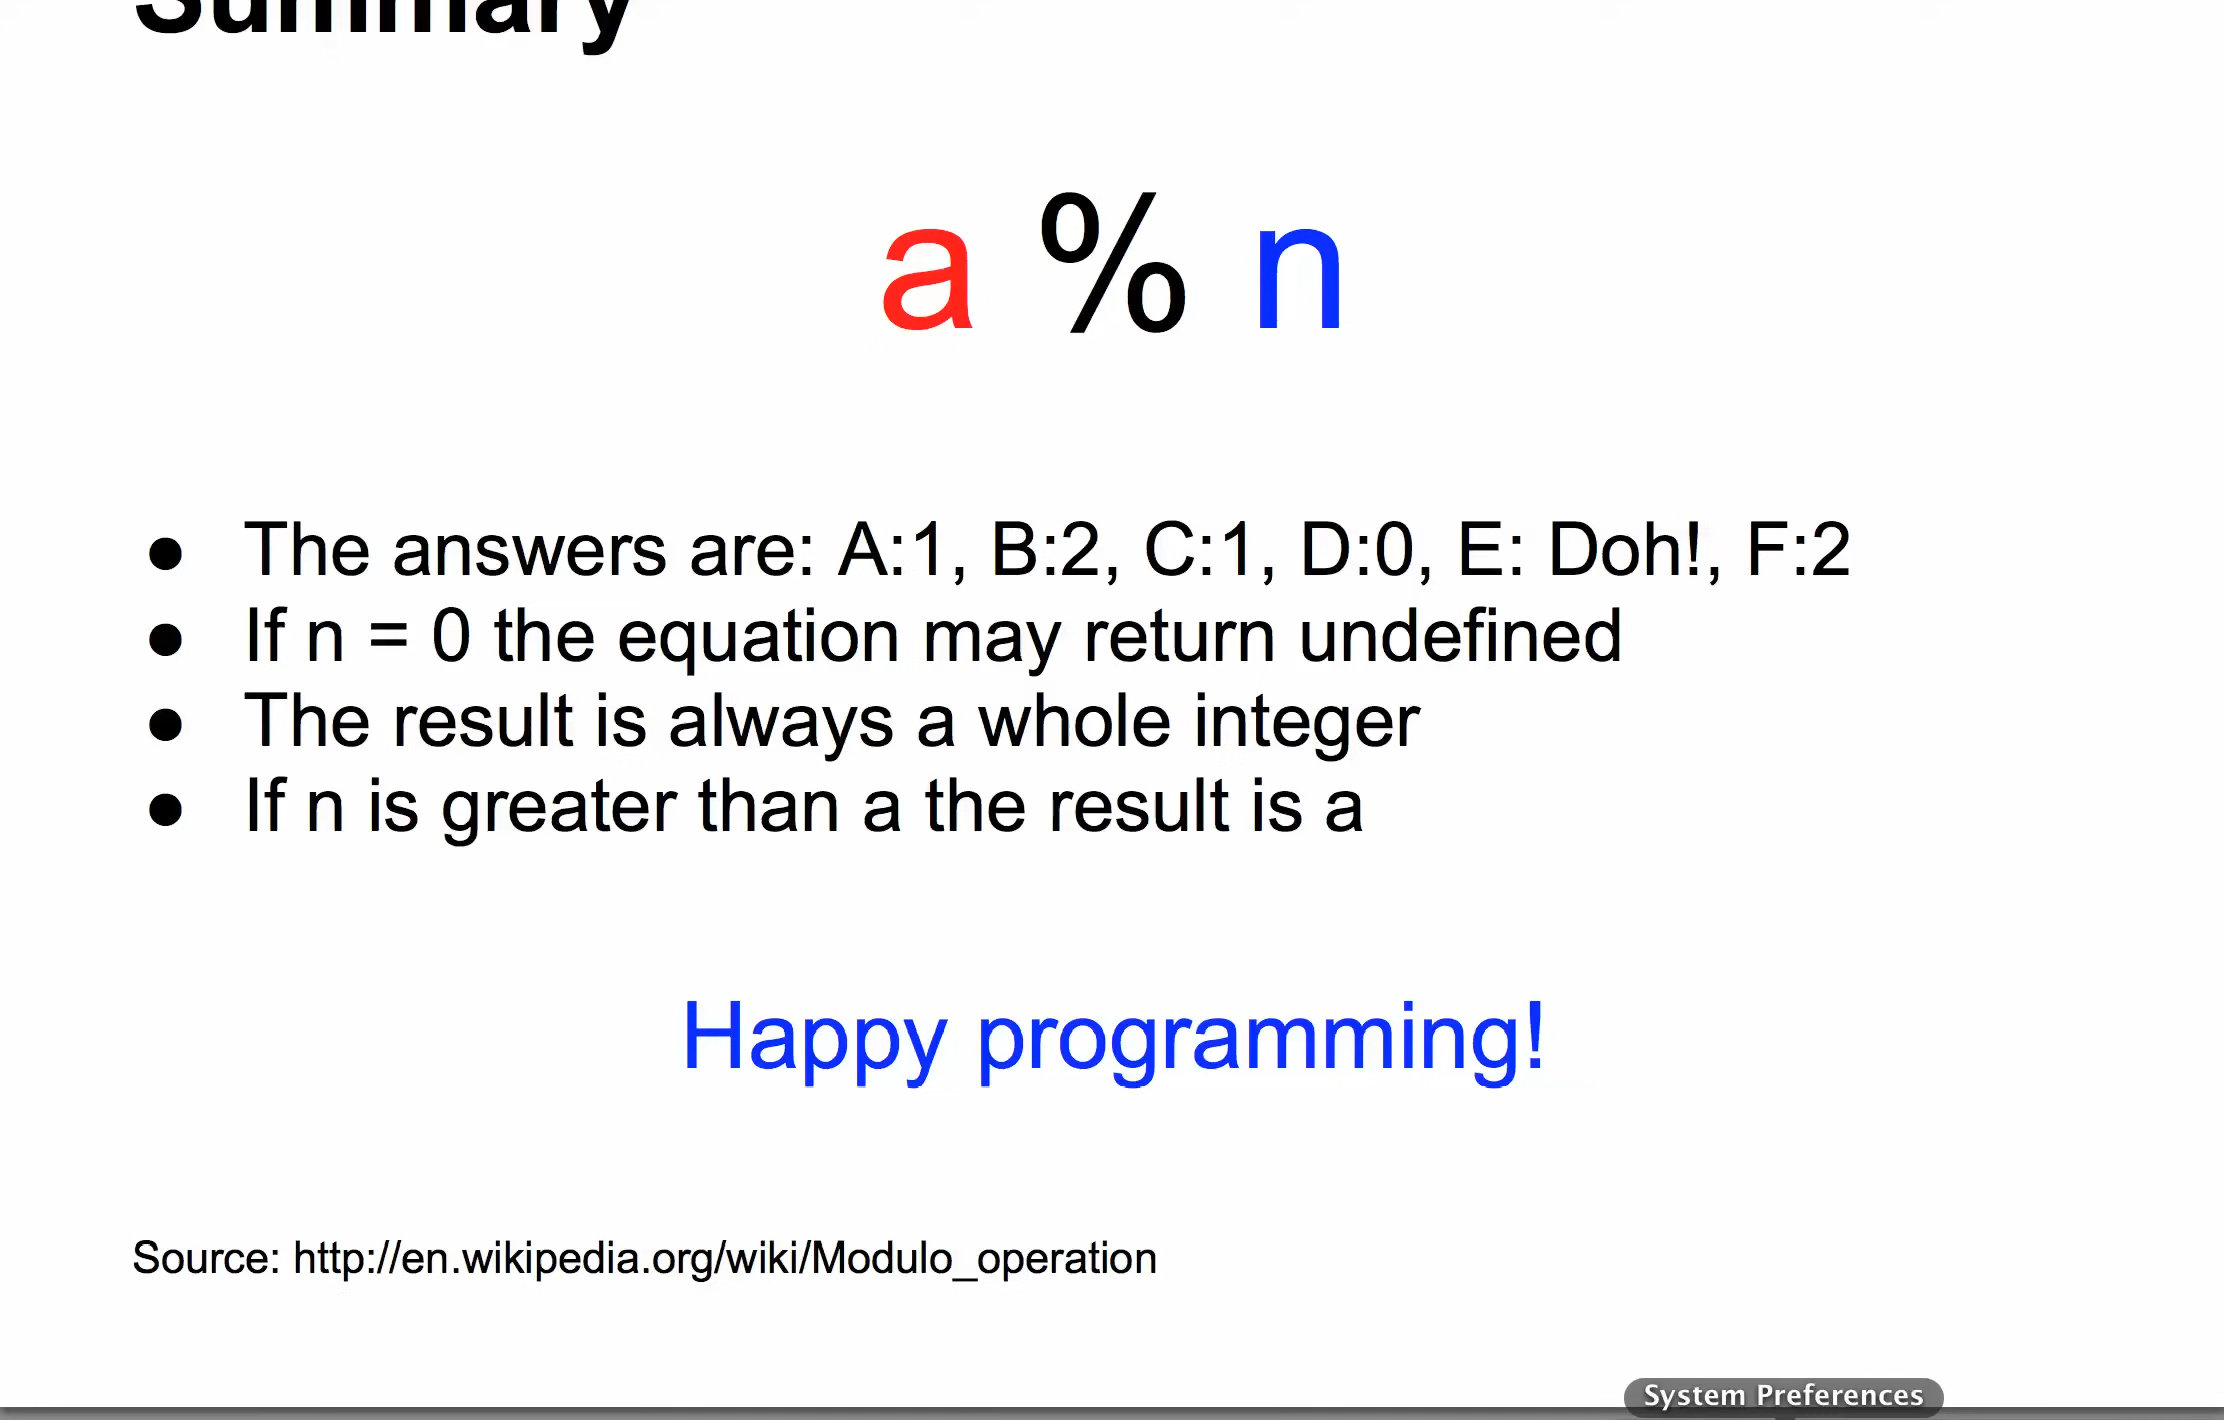 Summary
a % n
● The answers are: A:1, B:2, C:1, D:0, E: Doh!, F:2
● If n = 0 the equation may return undefined
● The result is always a whole integer
● If n is greater than a the result is a
Happy programming!
Source: http://en.wikipedia.org/wiki/Modulo_operation
System Preferences